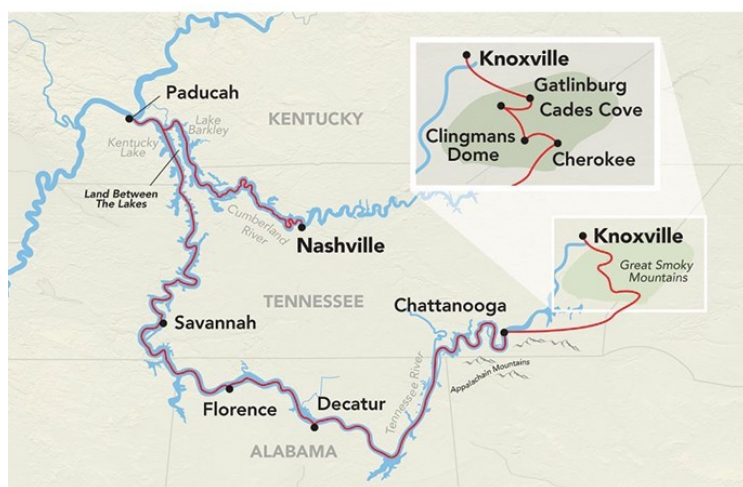 Paducah
Kentucky
Lake
Lake
Barkley
KENTUCKY
Land Between
The Lakes
Cumberland
River
Nashville
TENNESSEE
Savannah
Florence
Decatur
ALABAMA
Tennessee River
Chattanooga
Appalachain Mountains
Knoxville
Great Smoky
Mountains
Knoxville
Gatlinburg
Cades Cove
Clingmans
Dome
Cherokee